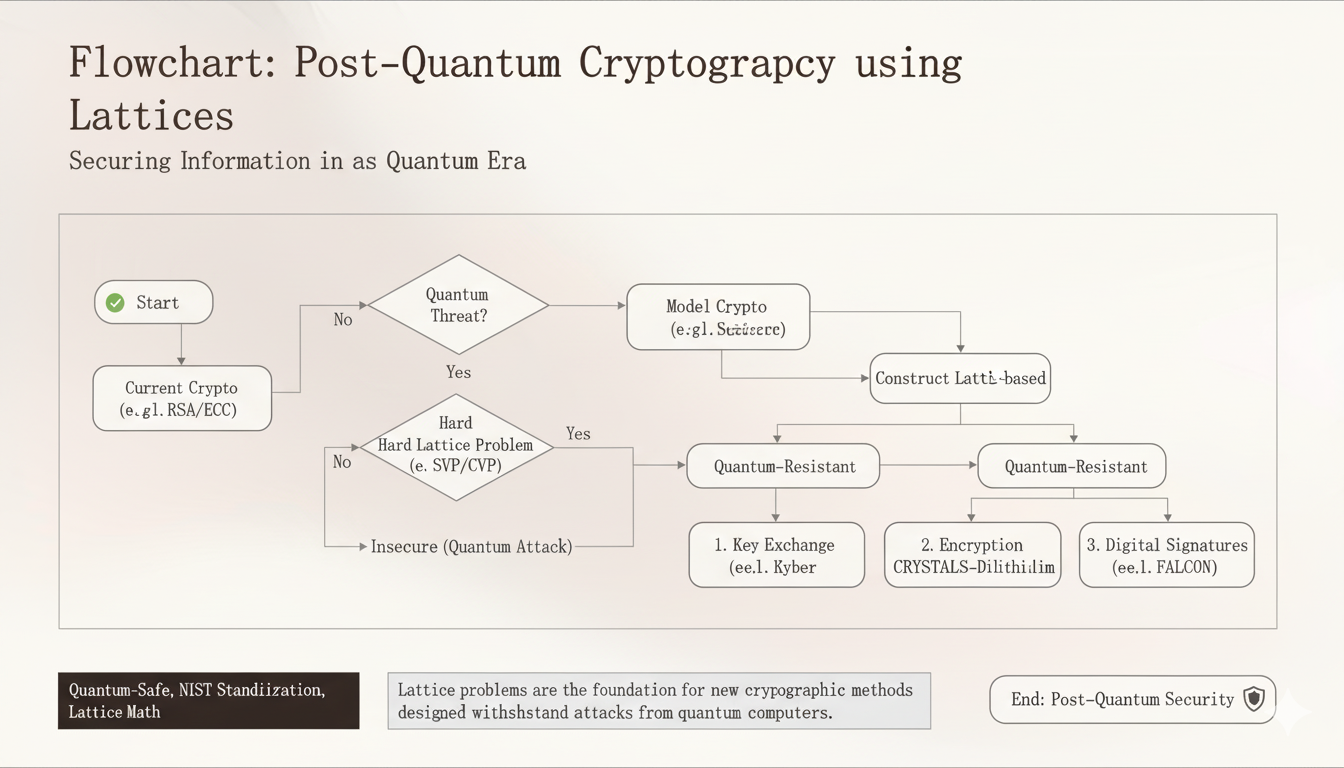 Flowchart: Post-Quantum Cryptograpcy using
Lattices
Securing Information in as Quantum Era
Start
Current Crypto
(e.gl. RSA/ECC)
No
Quantum
Threat?
Yes
Model Crypto
(e.gl.
Construct
Hard
Hard Lattice Problem
(e. SVP/CVP)
No
Yes
Insecure (Quantum Attack)
Quantum-Resistant
Quantum-Resistant
1. Key Exchange
(ee.l. Kyber
2. Encryption
3. Digital Signatures
(ee.l. FALCON)
Quantum-Safe, NIST Standiization,
Lattice Math
Lattice problems are the foundation for new crypographic methods
designed withshstand attacks from quantum computers.
End: Post-Quantum Security